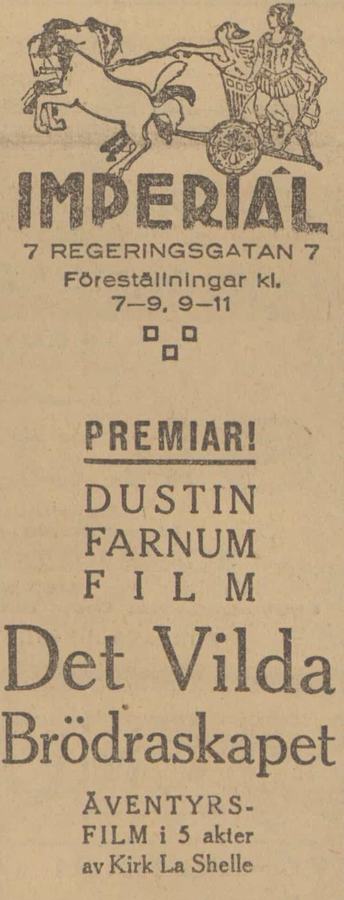 IMPERIAL
7 REGERINGSGATAN 7
Föreställningar kl.
7—9, 9—11
PREMIAR!
DUSTIN
FARNUM
FILM
Det Vilda
Brödraskapet
ÄVENTYRS-
FILM i 5 akter
av Kirk La Shelle